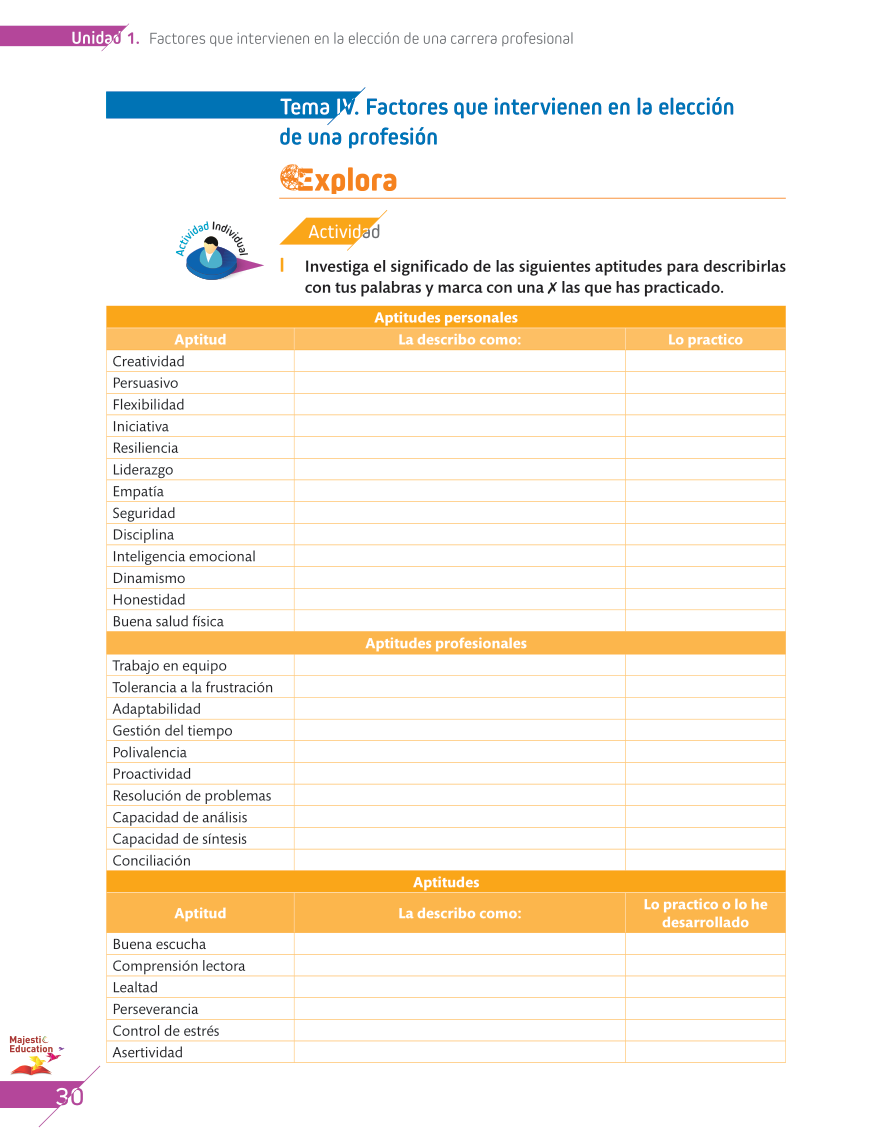 Unidad 1. Factores que intervienen en la elección de una carrera profesional
Tema IV. Factores que intervienen en la elección
de una profesión
Explora
Actividad Individual
Actividad
I Investiga el significado de las siguientes aptitudes para describirlas
con tus palabras y marca con una ✗ las que has practicado.
Aptitudes personales
Aptitud La describo como: Lo practico
Creatividad
Persuasivo
Flexibilidad
Iniciativa
Resiliencia
Liderazgo
Empatía
Seguridad
Disciplina
Inteligencia emocional
Dinamismo
Honestidad
Buena salud física
Aptitudes profesionales
Trabajo en equipo
Tolerancia a la frustración
Adaptabilidad
Gestión del tiempo
Polivalencia
Proactividad
Resolución de problemas
Capacidad de análisis
Capacidad de síntesis
Conciliación
Aptitudes
Aptitud La describo como: Lo practico o lo he
desarrollado
Buena escucha
Comprensión lectora
Lealtad
Perseverancia
Control de estrés
Asertividad
Majestic
Education
30